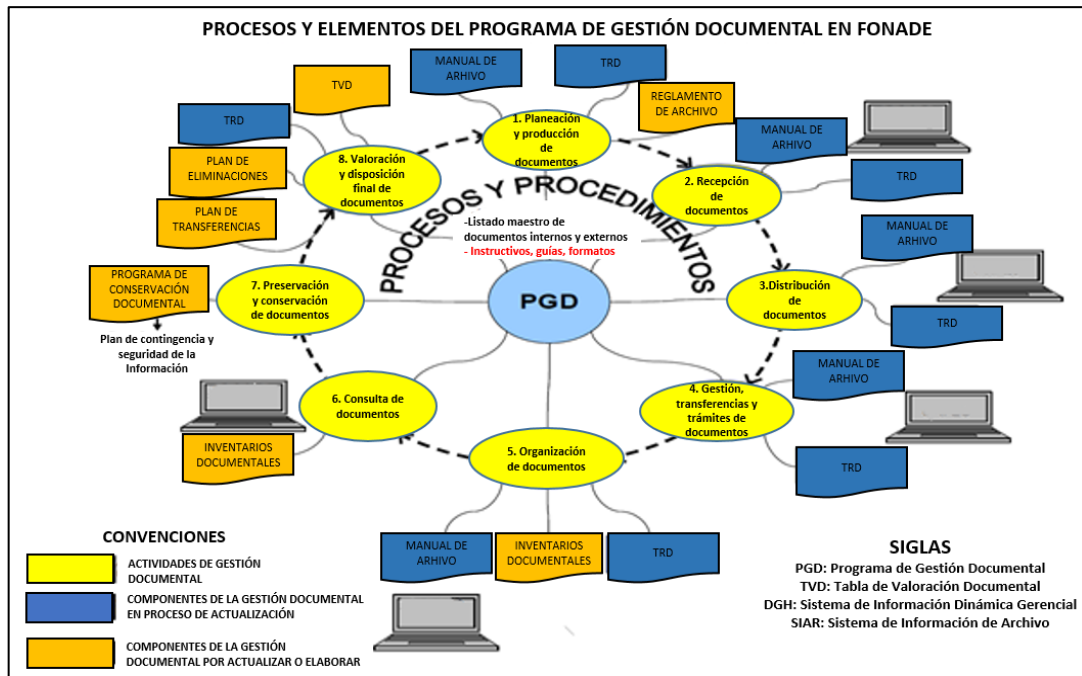 PROCESOS Y ELEMENTOS DEL PROGRAMA DE GESTIÓN DOCUMENTAL EN FONADE
TVD
MANUAL DE
ARHIVO
TRD
REGLAMENTO
DE ARCHIVO
1. Planeación
y producción
de
documentos
TRD
MANUAL DE
ARHIVO
8. Valoración
y disposición
final de
documentos
PLAN DE
ELIMINACIONES
2. Recepción
de
documentos
TRD
PLAN DE
TRANSFERENCIAS
PROCESOS Y PROCEDIMIENTOS
-Listado maestro de
documentos internos y externos
- Instructivos, guías, formatos
MANUAL DE
ARHIVO
PROGRAMA DE
CONSERVACIÓN
DOCUMENTAL
7. Preservación
y conservación
de documentos
PGD
3.Distribución
de
documentos
TRD
Plan de contingencia y
seguridad de la
Información
MANUAL DE
ARHIVO
6. Consulta de
documentos
4. Gestión,
transferencias y
trámites de
documentos
INVENTARIOS
DOCUMENTALES
5. Organización
de documentos
TRD
MANUAL DE
ARHIVO
INVENTARIOS
DOCUMENTALES
TRD
CONVENCIONES
ACTIVIDADES DE GESTIÓN
DOCUMENTAL
COMPONENTES DE LA GESTIÓN DOCUMENTAL
EN PROCESO DE ACTUALIZACIÓN
COMPONENTES DE LA GESTIÓN
DOCUMENTAL POR ACTUALIZAR O ELABORAR
SIGLAS
PGD: Programa de Gestión Documental
TVD: Tabla de Valoración Documental
DGH: Sistema de Información Dinámica Gerencial
SIAR: Sistema de Información de Archivo